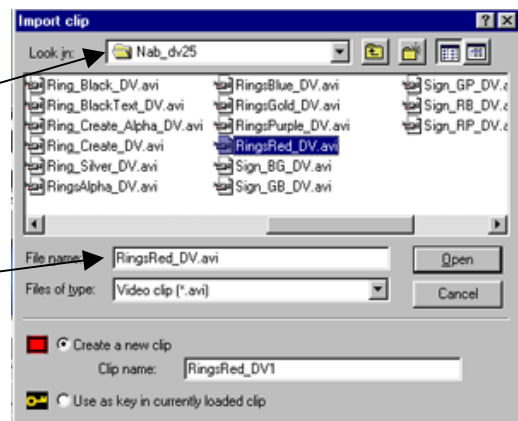 Import clip
Look in: Nab_dv25
Ring_Black_DV.avi RingsBlue_DV.avi Sign_GP_DV.a
Ring_BlackText_DV.avi RingsGold_DV.avi Sign_RB_DV.a
Ring_Create_Alpha_DV.avi RingsPurple_DV.avi Sign_RP_DV.a
Ring_Create_DV.avi RingsRed_DV.avi
Ring_Silver_DV.avi Sign_BG_DV.avi
RingsAlpha_DV.avi Sign_GB_DV.avi
File name: RingsRed_DV.avi Open
Files of type: Video clip (*.avi) Cancel
Create a new clip
Clip name: RingsRed_DV1
Use as key in currently loaded clip